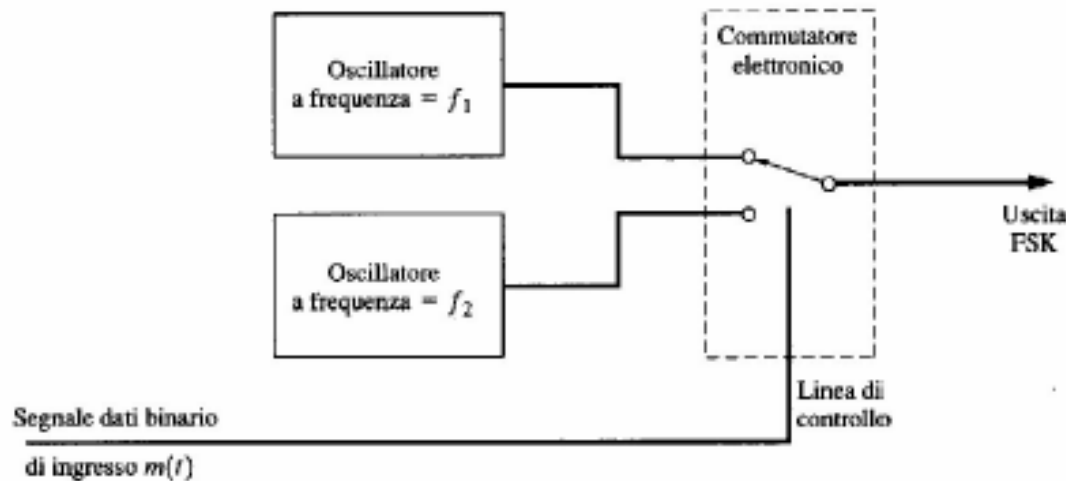 Oscillatore
a frequenza = f₁
Commutatore
elettronico
Oscillatore
a frequenza = f₂
Uscita
FSK
Linea di
controllo
Segnale dati binario
di ingresso m(t)